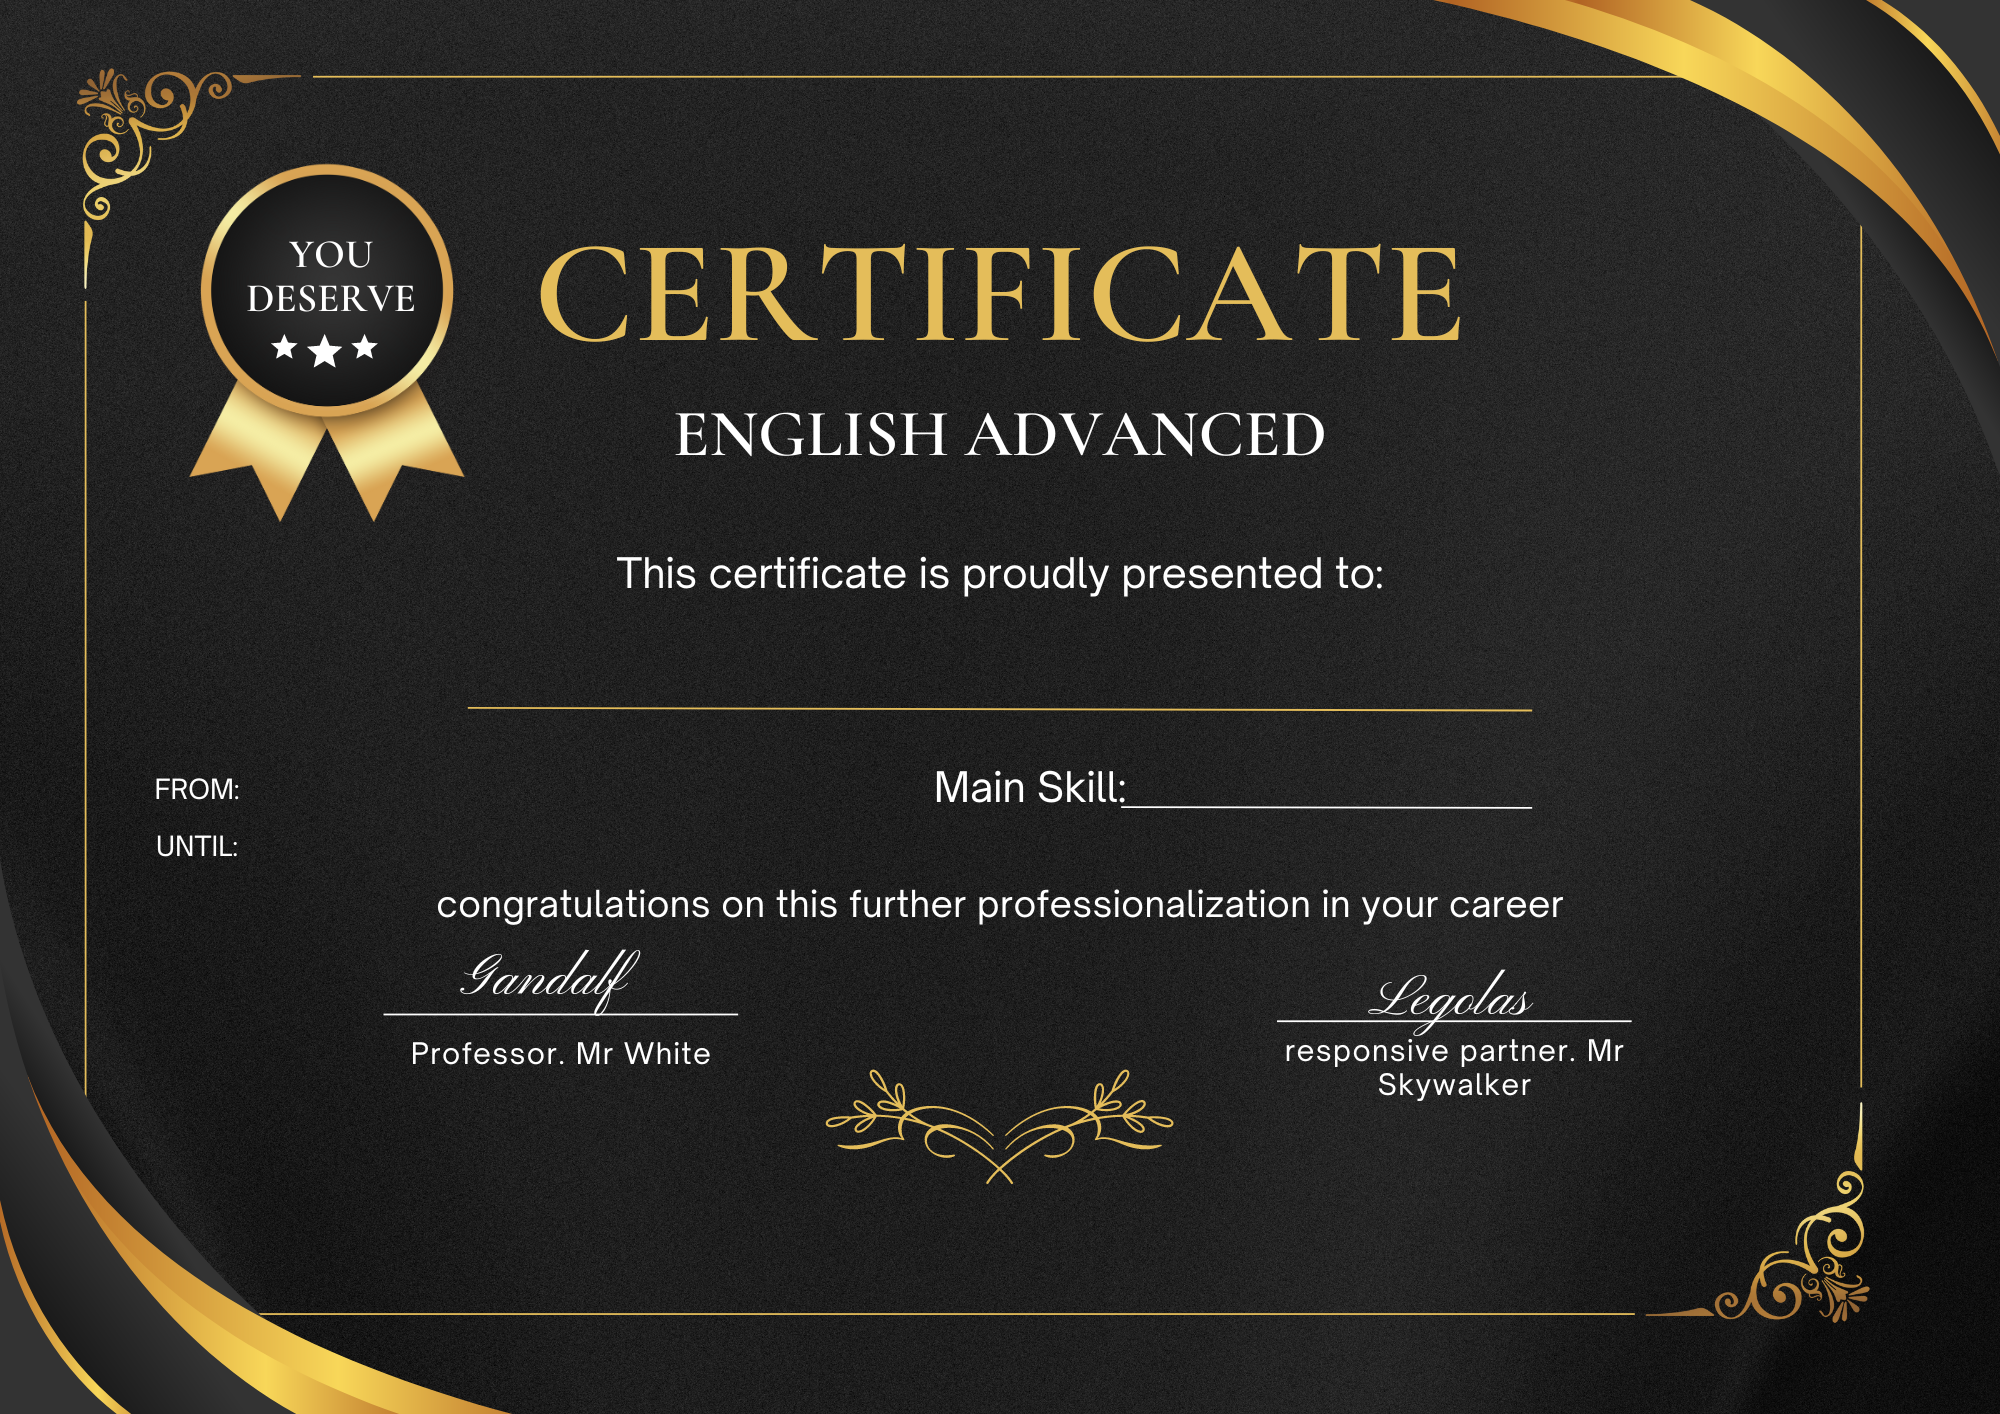 YOU
DESERVE
CERTIFICATE
ENGLISH ADVANCED
This certificate is proudly presented to:
FROM:
Main Skill:
UNTIL:
congratulations on this further professionalization in your career
Gandalf
Professor. Mr White
Legolas
responsive partner. Mr
Skywalker